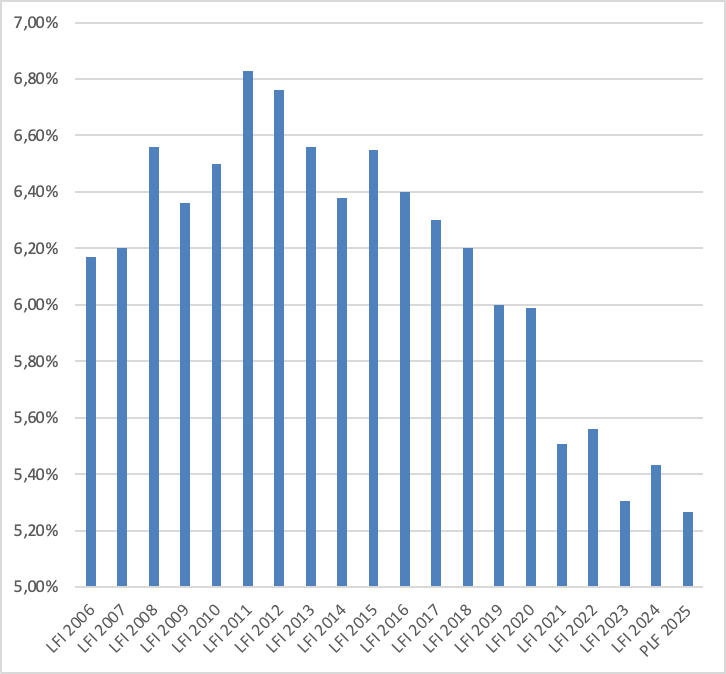 7,00%
6,80%
6,60%
6,40%
6,20%
6,00%
5,80%
5,60%
5,40%
5,20%
5,00%
LFI 2006
LFI 2007
LFI 2008
LFI 2009
LFI 2010
LFI 2011
LFI 2012
LFI 2013
LFI 2014
LFI 2015
LFI 2016
LFI 2017
LFI 2018
LFI 2019
LFI 2020
LFI 2021
LFI 2022
LFI 2023
LFI 2024
PLF 2025